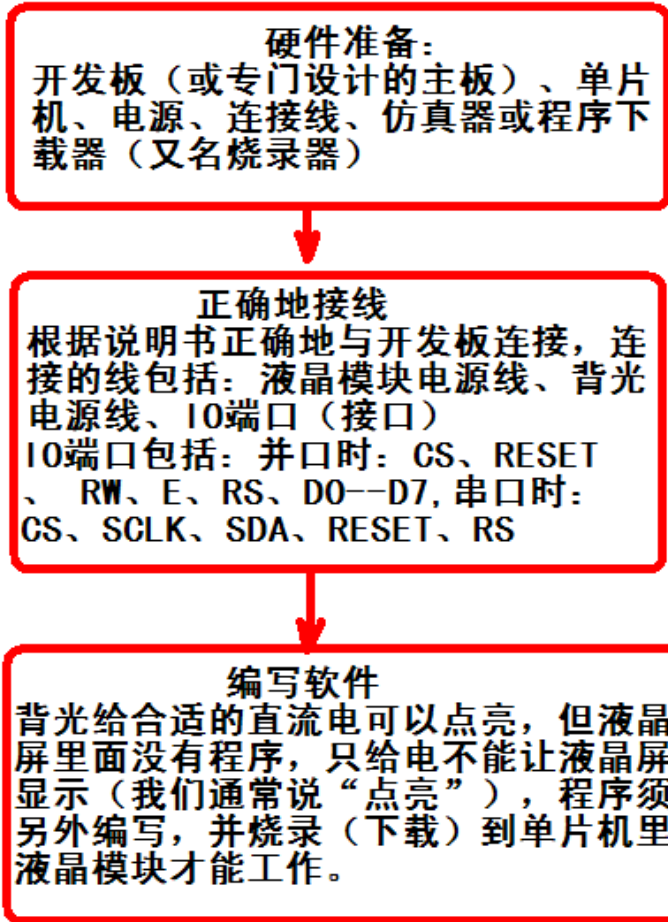 硬件准备：
开发板（或专门设计的主板）、单片
机、电源、连接线、仿真器或程序下
载器（又名烧录器）
正确地接线
根据说明书正确地与开发板连接，连
接的线包括：液晶模块电源线、背光
电源线、IO端口（接口）
IO端口包括：并口时：CS、RESET
、 RW、E、RS、D0--D7,串口时：
CS、SCLK、SDA、RESET、RS
编写软件
背光给合适的直流电可以点亮，但液晶
屏里面没有程序，只给电不能让液晶屏
显示（我们通常说“点亮”），程序须
另外编写，并烧录（下载）到单片机里
液晶模块才能工作。